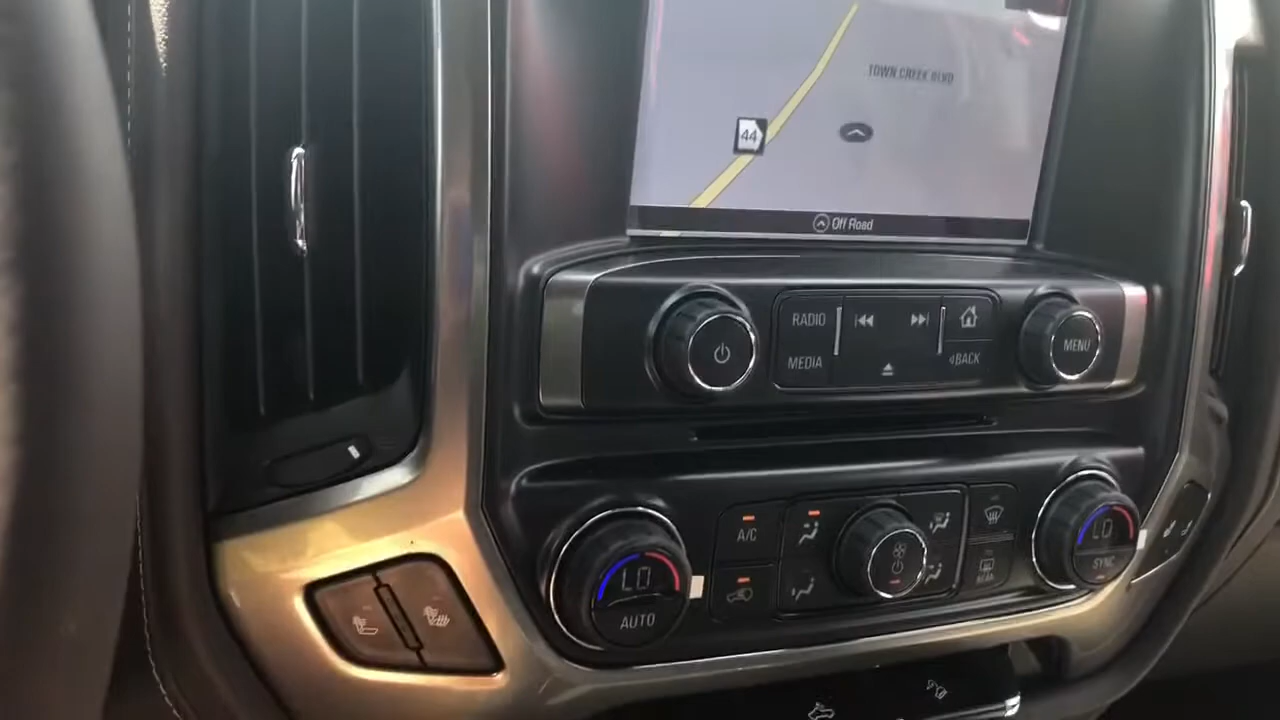 TOWN CREEK BLVD
44
Off Road
RADIO
MEDIA
BACK
MENU
A/C
LO
AUTO
REAR
LO
SYNC